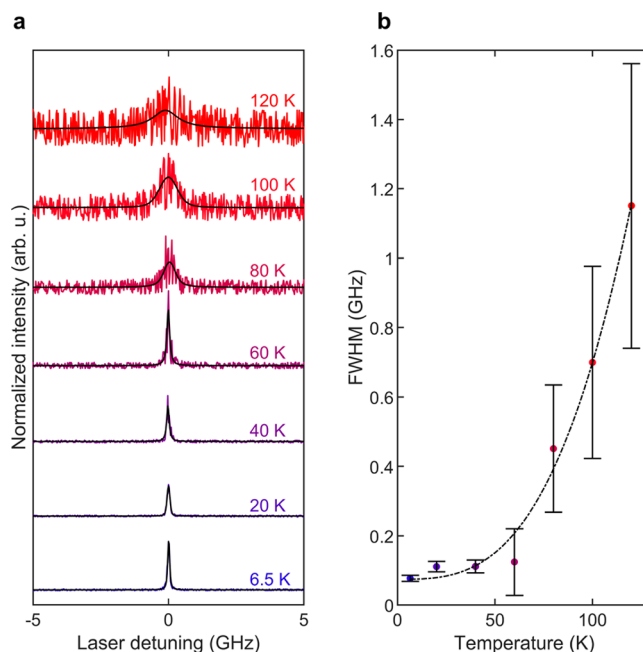 a
120 K
100 K
80 K
60 K
40 K
20 K
6.5 K
Normalized intensity (arb. u.)
-5
0
5
Laser detuning (GHz)
b
1.6
1.4
1.2
1
0.8
0.6
0.4
0.2
0
FWHM (GHz)
0
50
100
Temperature (K)